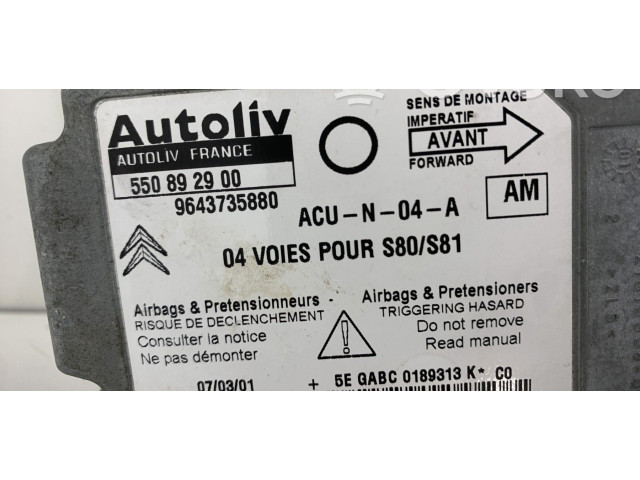 Autoliv
AUTOLIV FRANCE
550 89 29 00
9643735880
SENS DE MONTAGE
IMPERATIF
AVANT
FORWARD
ACU-N-04-A
AM
04 VOIES POUR S80/S81
Airbags & Pretensionneurs
RISQUE DE DECLENCHEMENT
Consulter la notice
Ne pas démonter
Airbags & Pretensioners
TRIGGERING HASARD
Do not remove
Read manual
07/03/01
+ 5E GABC 0189313 K* CO